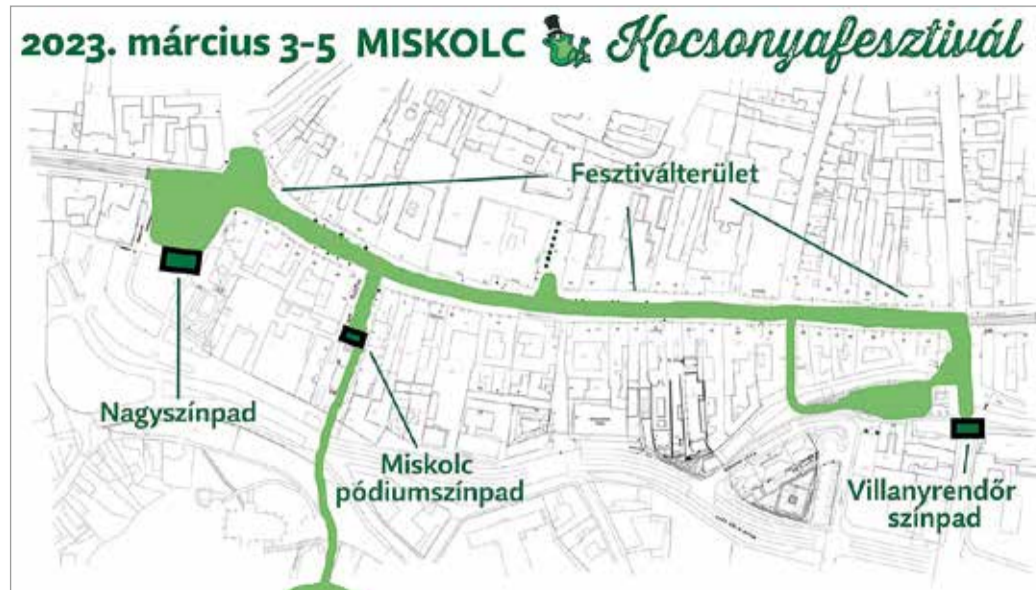 2023. március 3-5 MISKOLC Kocsonyafesztivál
Fesztiválterület
Nagyszínpad
Miskolc
pódiumszínpad
Villanyrendőr
színpad